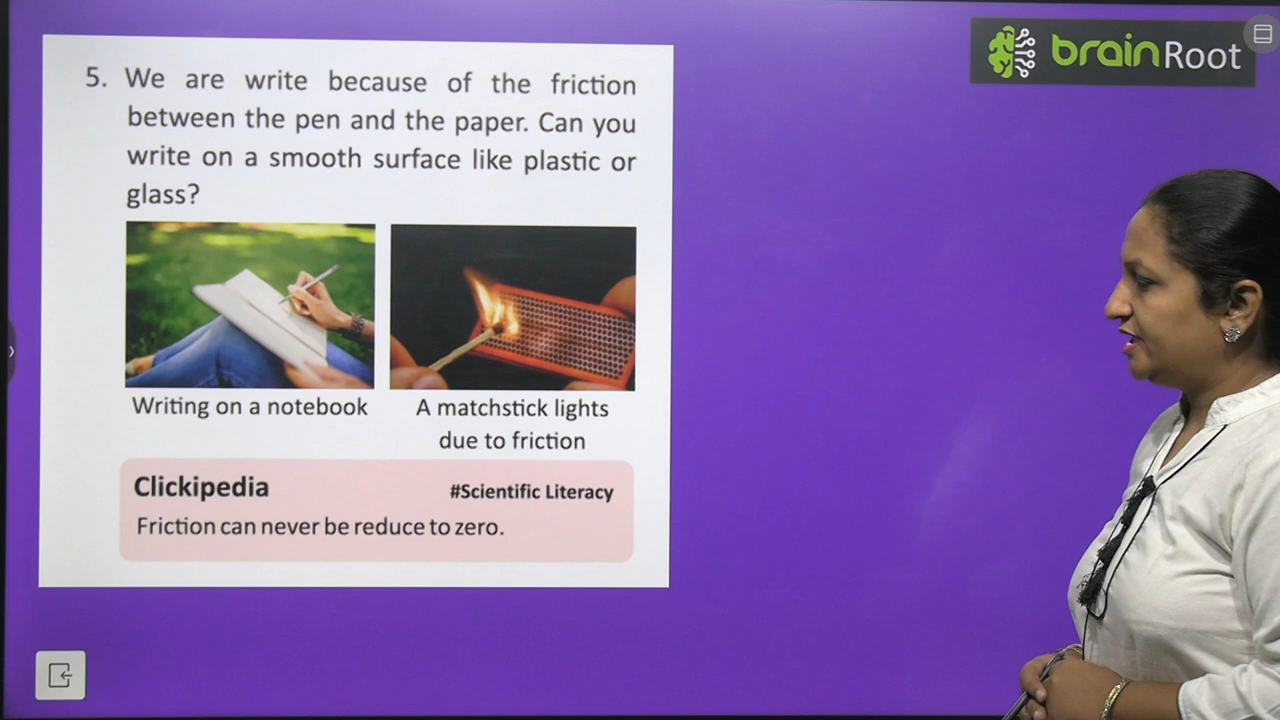 brainRoot
5. We are write because of the friction
between the pen and the paper. Can you
write on a smooth surface like plastic or
glass?
Writing on a notebook
A matchstick lights
due to friction
Clickipedia
#Scientific Literacy
Friction can never be reduce to zero.